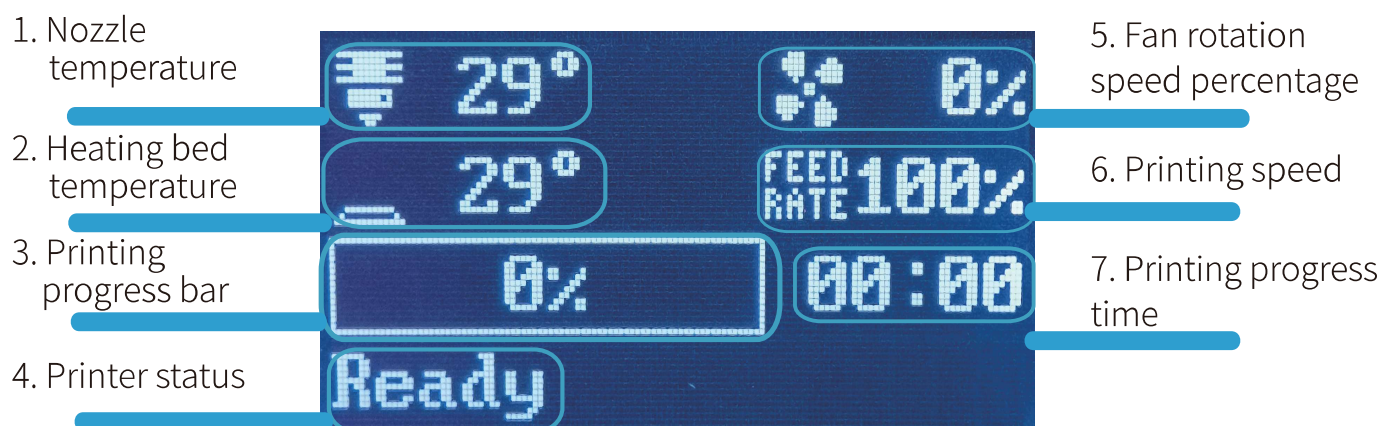 1. Nozzle
temperature
2. Heating bed
temperature
3. Printing
progress bar
4. Printer status
29°
29°
0%
Ready
0%
FEED
RATE 100%
00:00
5. Fan rotation
speed percentage
6. Printing speed
7. Printing progress
time